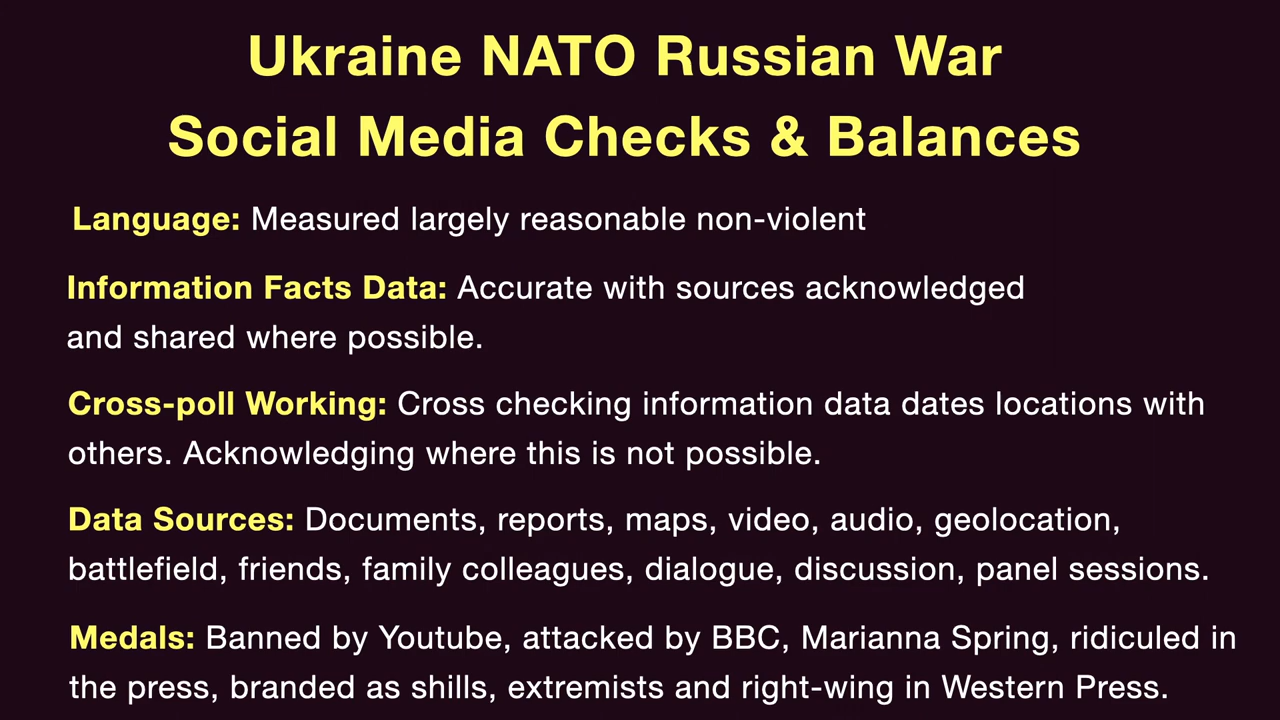 Ukraine NATO Russian War
Social Media Checks & Balances
Language: Measured largely reasonable non-violent
Information Facts Data: Accurate with sources acknowledged
and shared where possible.
Cross-poll Working: Cross checking information data dates locations with
others. Acknowledging where this is not possible.
Data Sources: Documents, reports, maps, video, audio, geolocation,
battlefield, friends, family colleagues, dialogue, discussion, panel sessions.
Medals: Banned by Youtube, attacked by BBC, Marianna Spring, ridiculed in
the press, branded as shills, extremists and right-wing in Western Press.